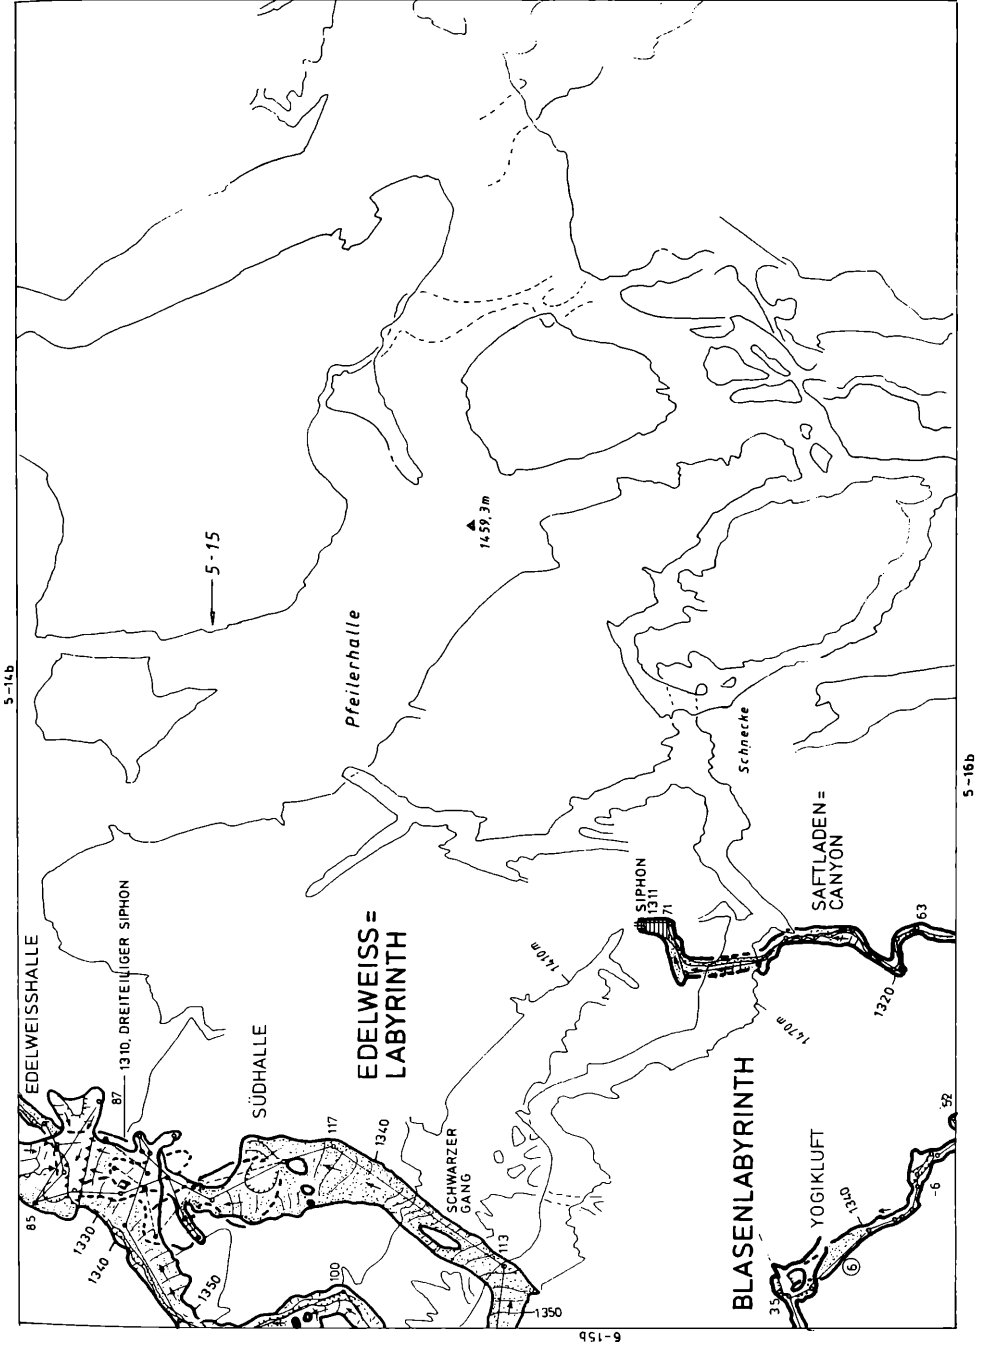 5-14b
EDELWEISSHALLE
1310, DREITEILIGER SIPHON
87
85
1330
1340
1350
SÜDHALLE
117
1340
100
EDELWEISS=
LABYRINTH
SCHWARZER
GANG
113
1350
5-15
Pfeilerhalle
1459,3m
1410m
1470m
SIPHON
1311
71
Schnecke
SAFTLADEN=
CANYON
63
1320
BLASENLABYRINTH
YOGIKLUFT
35
6
1340
-6
52
5-16b
6-15b